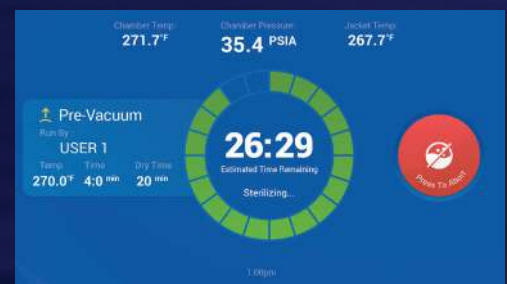 Chamber Temp:
271.7°F
Chamber Pressure:
35.4 PSIA
Jacket Temp:
267.7°F
Pre-Vacuum
Run By
USER 1
Temp Time Dry Time
270.0°F 4:0 min 20 min
26:29
Estimated Time Remaining
Sterilizing...
Press To Abort
1:00pm